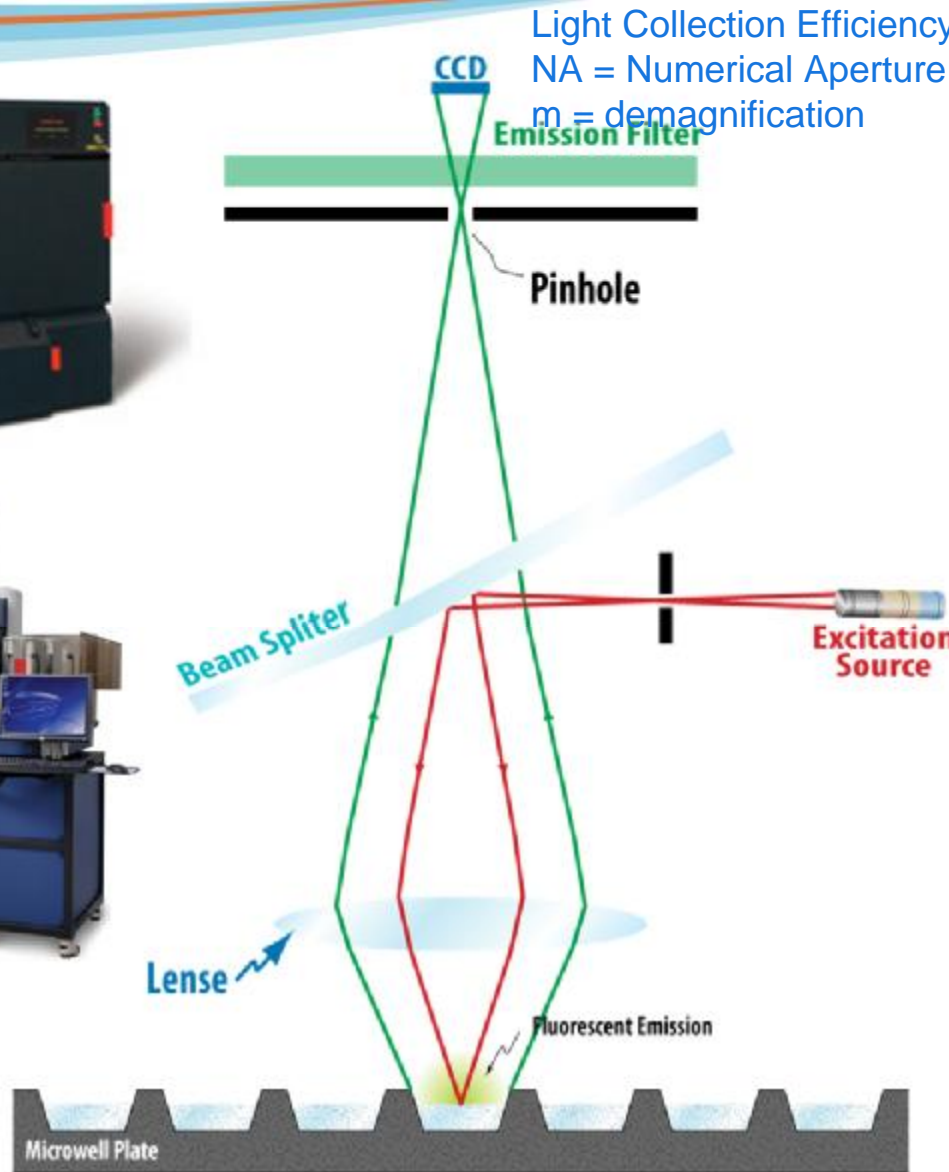 Light Collection Efficiency
NA = Numerical Aperture
m = demagnification
CCD
Emission Filter
Pinhole
Beam Spliter
Excitation
Source
Lense
Fluorescent Emission
Microwell Plate